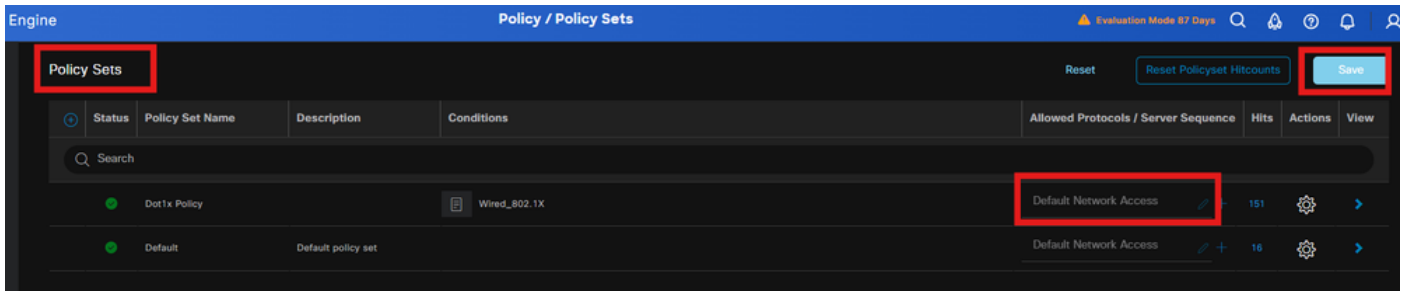 Engine Policy / Policy Sets Evaluation Mode 87 Days
Policy Sets Reset Reset Policyset Hitcounts Save
Status Policy Set Name Description Conditions Allowed Protocols / Server Sequence Hits Actions View
Search
Dot1x Policy Wired_802.1X Default Network Access 151
Default Default policy set Default Network Access 16